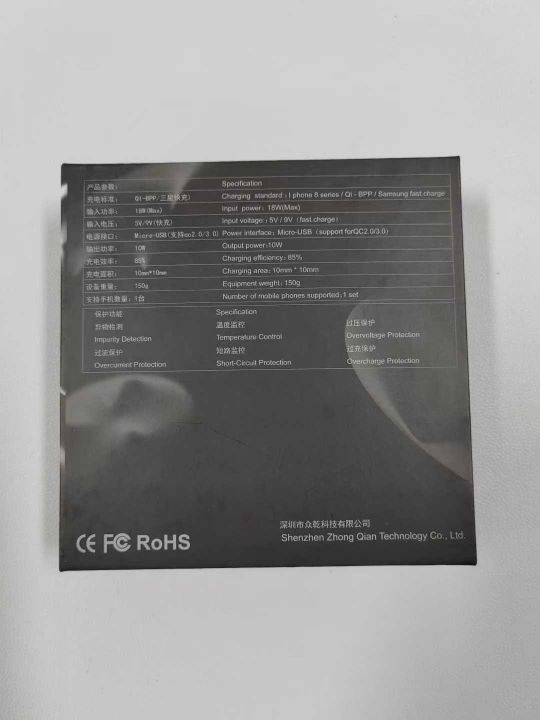 产品参数: Specification
充电标准: QI-BPP/三星快充 Charging standard: I phone 8 series / Qi - BPP / Samsung fast charge
输入功率: 18W(Max) Input power: 18W(Max)
输入电压: 5V/9V(快充) Input voltage: 5V / 9V (fast charge)
电源接口: Micro-USB(支持qc2.0/3.0) Power interface: Micro-USB (support forQC2.0/3.0)
输出功率: 10W Output power:10W
充电效率: 85% Charging efficiency: 85%
充电面积: 10mm*10mm Charging area: 10mm * 10mm
设备重量: 150g Equipment weight: 150g
支持手机数量: 1台 Number of mobile phones supported: 1 set
保护功能 Specification
异物检测 温度监控 过压保护
Impurity Detection Temperature Control Overvoltage Protection
过流保护 短路监控 过充保护
Overcurrent Protection Short-Circuit Protection Overcharge Protection
深圳市众乾科技有限公司
CE FC RoHS Shenzhen Zhong Qian Technology Co., Ltd.